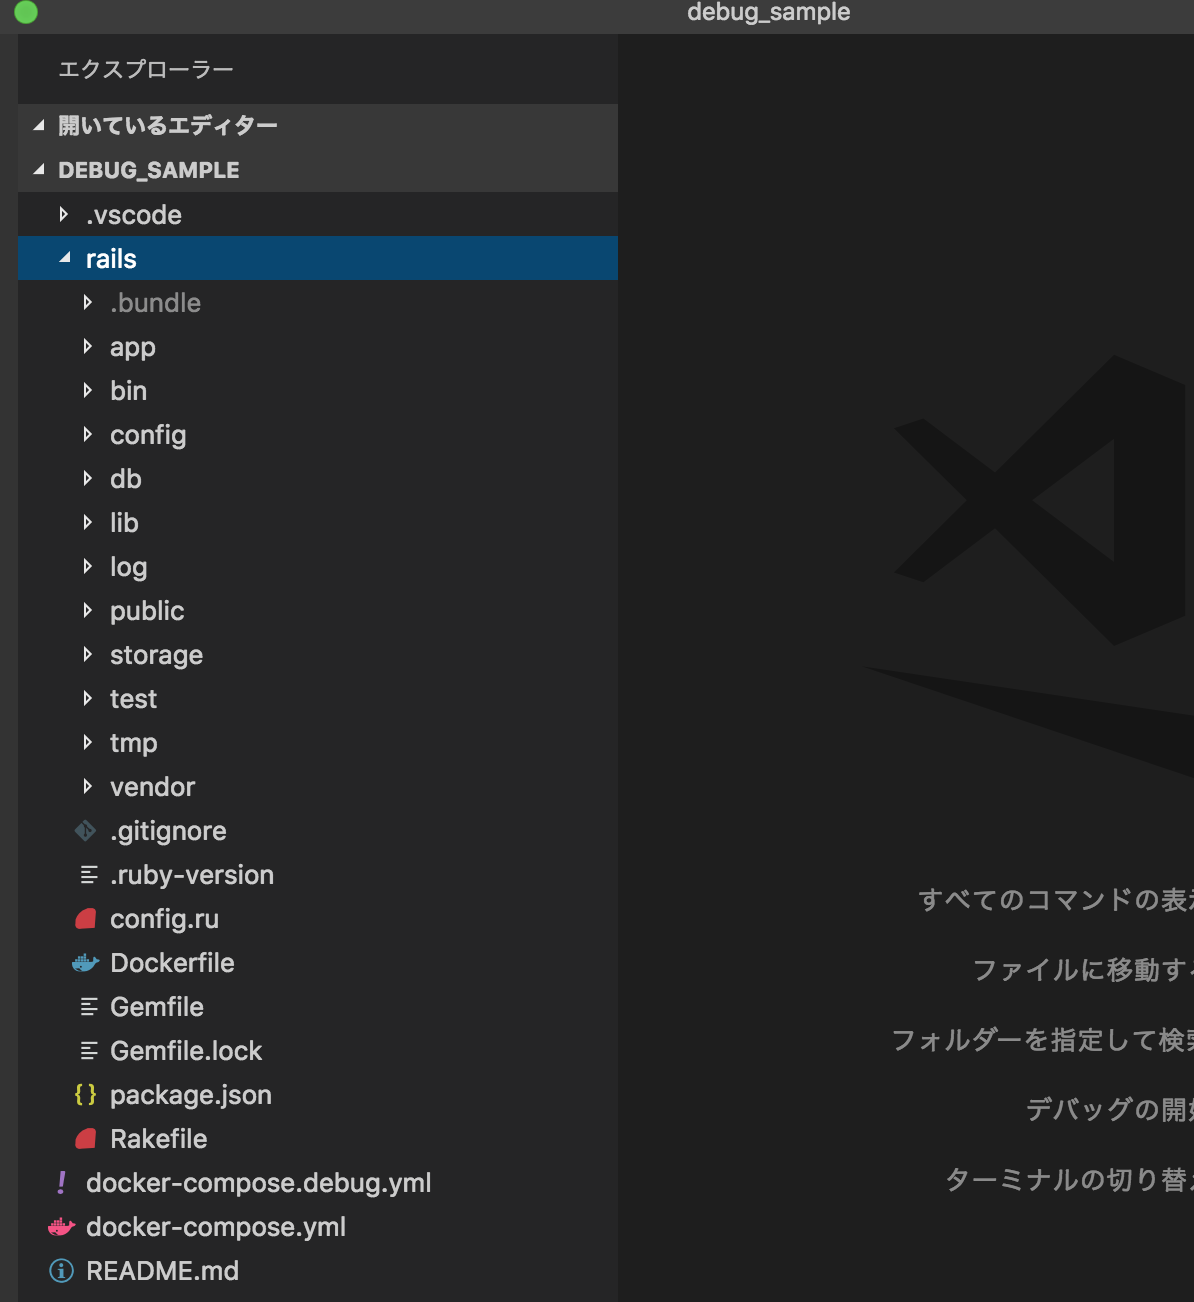 debug_sample
エクスプローラー
開いているエディター
DEBUG_SAMPLE
.vscode
rails
.bundle
app
bin
config
db
lib
log
public
storage
test
tmp
vendor
.gitignore
.ruby-version
config.ru
Dockerfile
Gemfile
Gemfile.lock
package.json
Rakefile
docker-compose.debug.yml
docker-compose.yml
README.md
すべてのコマンドの表
ファイルに移動す
フォルダーを指定して検
デバッグの開
ターミナルの切り替